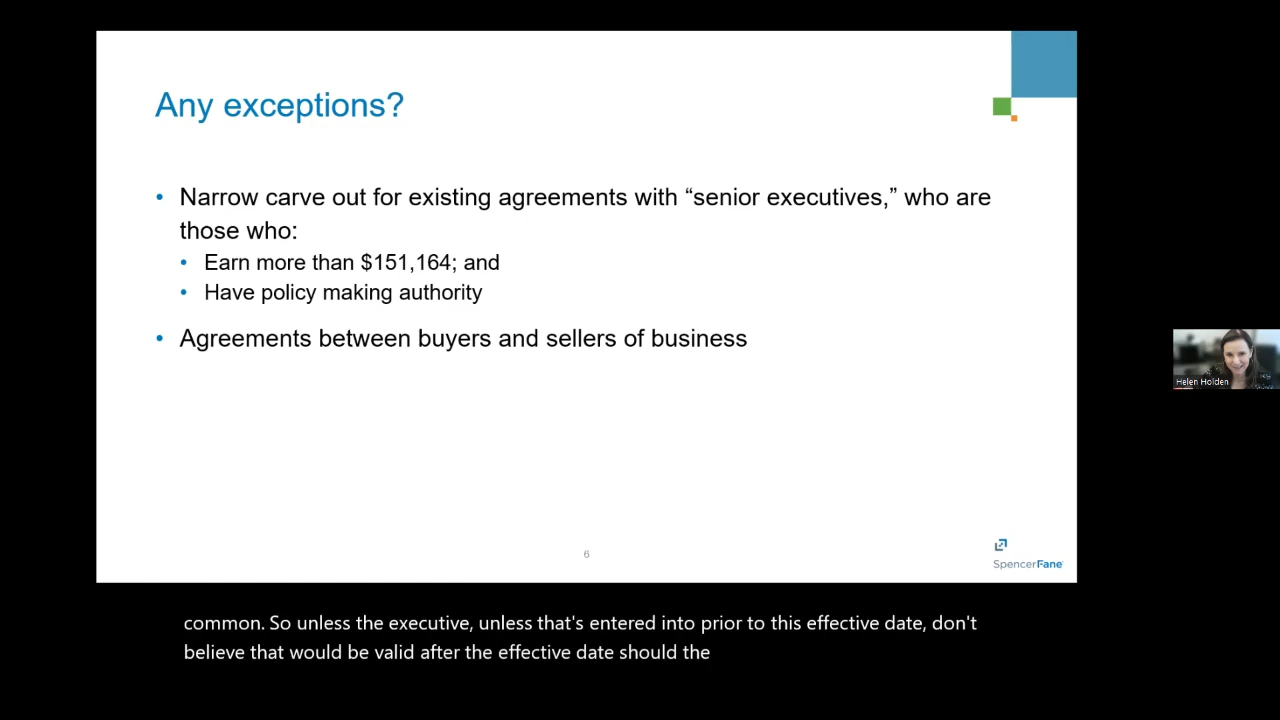 Any exceptions?
• Narrow carve out for existing agreements with “senior executives,” who are
those who:
• Earn more than $151,164; and
• Have policy making authority
• Agreements between buyers and sellers of business
Helen Holden
6
SpencerFane
common. So unless the executive, unless that's entered into prior to this effective date, don't
believe that would be valid after the effective date should the